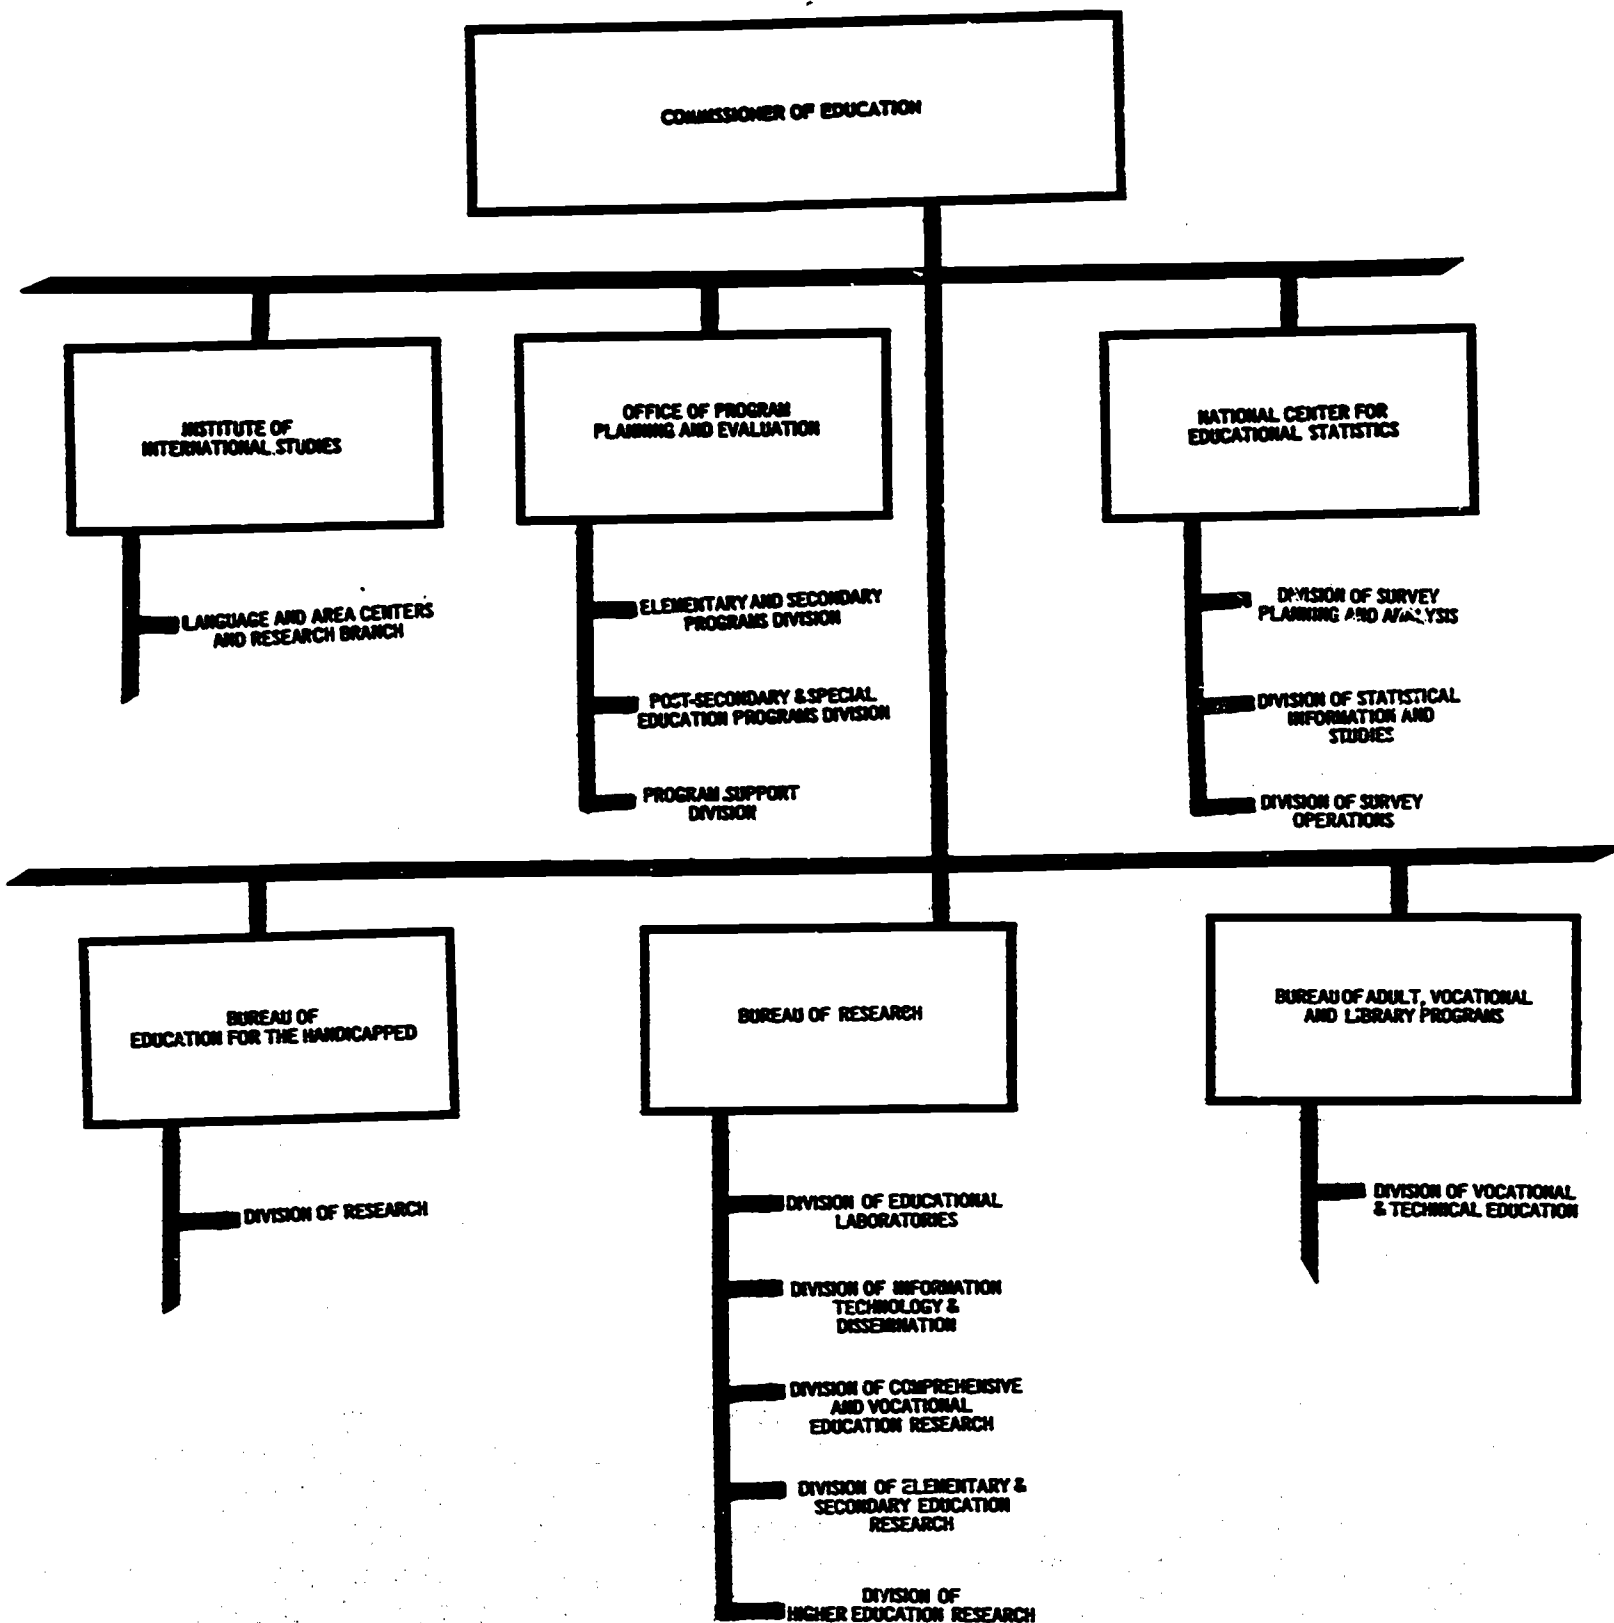 COMMISSIONER OF EDUCATION
INSTITUTE OF
INTERNATIONAL STUDIES
OFFICE OF PROGRAM
PLANNING AND EVALUATION
NATIONAL CENTER FOR
EDUCATIONAL STATISTICS
LANGUAGE AND AREA CENTERS
AND RESEARCH BRANCH
ELEMENTARY AND SECONDARY
PROGRAMS DIVISION
POST-SECONDARY & SPECIAL
EDUCATION PROGRAMS DIVISION
PROGRAM SUPPORT
DIVISION
DIVISION OF SURVEY
PLANNING AND ANALYSIS
DIVISION OF STATISTICAL
INFORMATION AND
STUDIES
DIVISION OF SURVEY
OPERATIONS
BUREAU OF
EDUCATION FOR THE HANDICAPPED
BUREAU OF RESEARCH
BUREAU OF ADULT, VOCATIONAL
AND LIBRARY PROGRAMS
DIVISION OF RESEARCH
DIVISION OF EDUCATIONAL
LABORATORIES
DIVISION OF INFORMATION
TECHNOLOGY &
DISSEMINATION
DIVISION OF COMPREHENSIVE
AND VOCATIONAL
EDUCATION RESEARCH
DIVISION OF ELEMENTARY &
SECONDARY EDUCATION
RESEARCH
DIVISION OF
HIGHER EDUCATION RESEARCH
DIVISION OF VOCATIONAL
& TECHNICAL EDUCATION